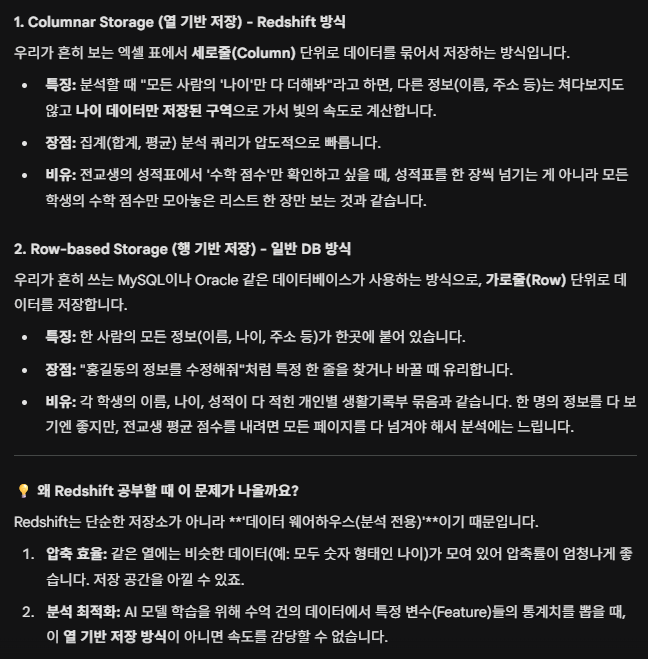 1. Columnar Storage (열 기반 저장) - Redshift 방식
우리가 흔히 보는 엑셀 표에서 세로줄(Column) 단위로 데이터를 묶어서 저장하는 방식입니다.
• 특징: 분석할 때 "모든 사람의 '나이'만 다 더해봐"라고 하면, 다른 정보(이름, 주소 등)는 쳐다보지도
않고 나이 데이터만 저장된 구역으로 가서 빛의 속도로 계산합니다.
• 장점: 집계(합계, 평균) 분석 쿼리가 압도적으로 빠릅니다.
• 비유: 전교생의 성적표에서 '수학 점수'만 확인하고 싶을 때, 성적표를 한 장씩 넘기는 게 아니라 모든
학생의 수학 점수만 모아놓은 리스트 한 장만 보는 것과 같습니다.
2. Row-based Storage (행 기반 저장) - 일반 DB 방식
우리가 흔히 쓰는 MySQL이나 Oracle 같은 데이터베이스가 사용하는 방식으로, 가로줄(Row) 단위로 데
이터를 저장합니다.
• 특징: 한 사람의 모든 정보(이름, 나이, 주소 등)가 한곳에 붙어 있습니다.
• 장점: "홍길동의 정보를 수정해줘"처럼 특정 한 줄을 찾거나 바꿀 때 유리합니다.
• 비유: 각 학생의 이름, 나이, 성적이 다 적힌 개인별 생활기록부 묶음과 같습니다. 한 명의 정보를 다 보
기엔 좋지만, 전교생 평균 점수를 내려면 모든 페이지를 다 넘겨야 해서 분석에는 느립니다.
💡 왜 Redshift 공부할 때 이 문제가 나올까요?
Redshift는 단순한 저장소가 아니라 **'데이터 웨어하우스(분석 전용)'**이기 때문입니다.
1. 압축 효율: 같은 열에는 비슷한 데이터(예: 모두 숫자 형태인 나이)가 모여 있어 압축률이 엄청나게 좋
습니다. 저장 공간을 아낄 수 있죠.
2. 분석 최적화: AI 모델 학습을 위해 수억 건의 데이터에서 특정 변수(Feature)들의 통계치를 뽑을 때,
이 열 기반 저장 방식이 아니면 속도를 감당할 수 없습니다.